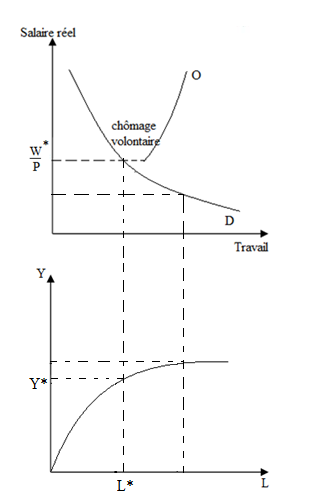 Salaire réel
O
chômage
volontaire
W*
P
D
Travail
Y
Y*
L*
L